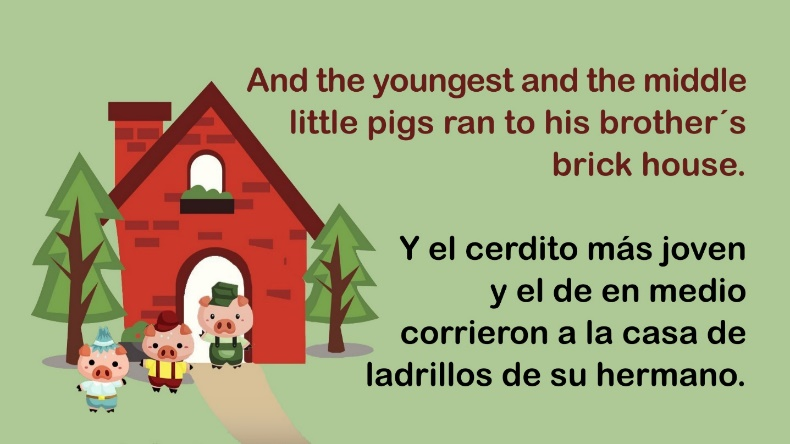 And the youngest and the middle
little pigs ran to his brother´s
brick house.
Y el cerdito más joven
y el de en medio
corrieron a la casa de
ladrillos de su hermano.